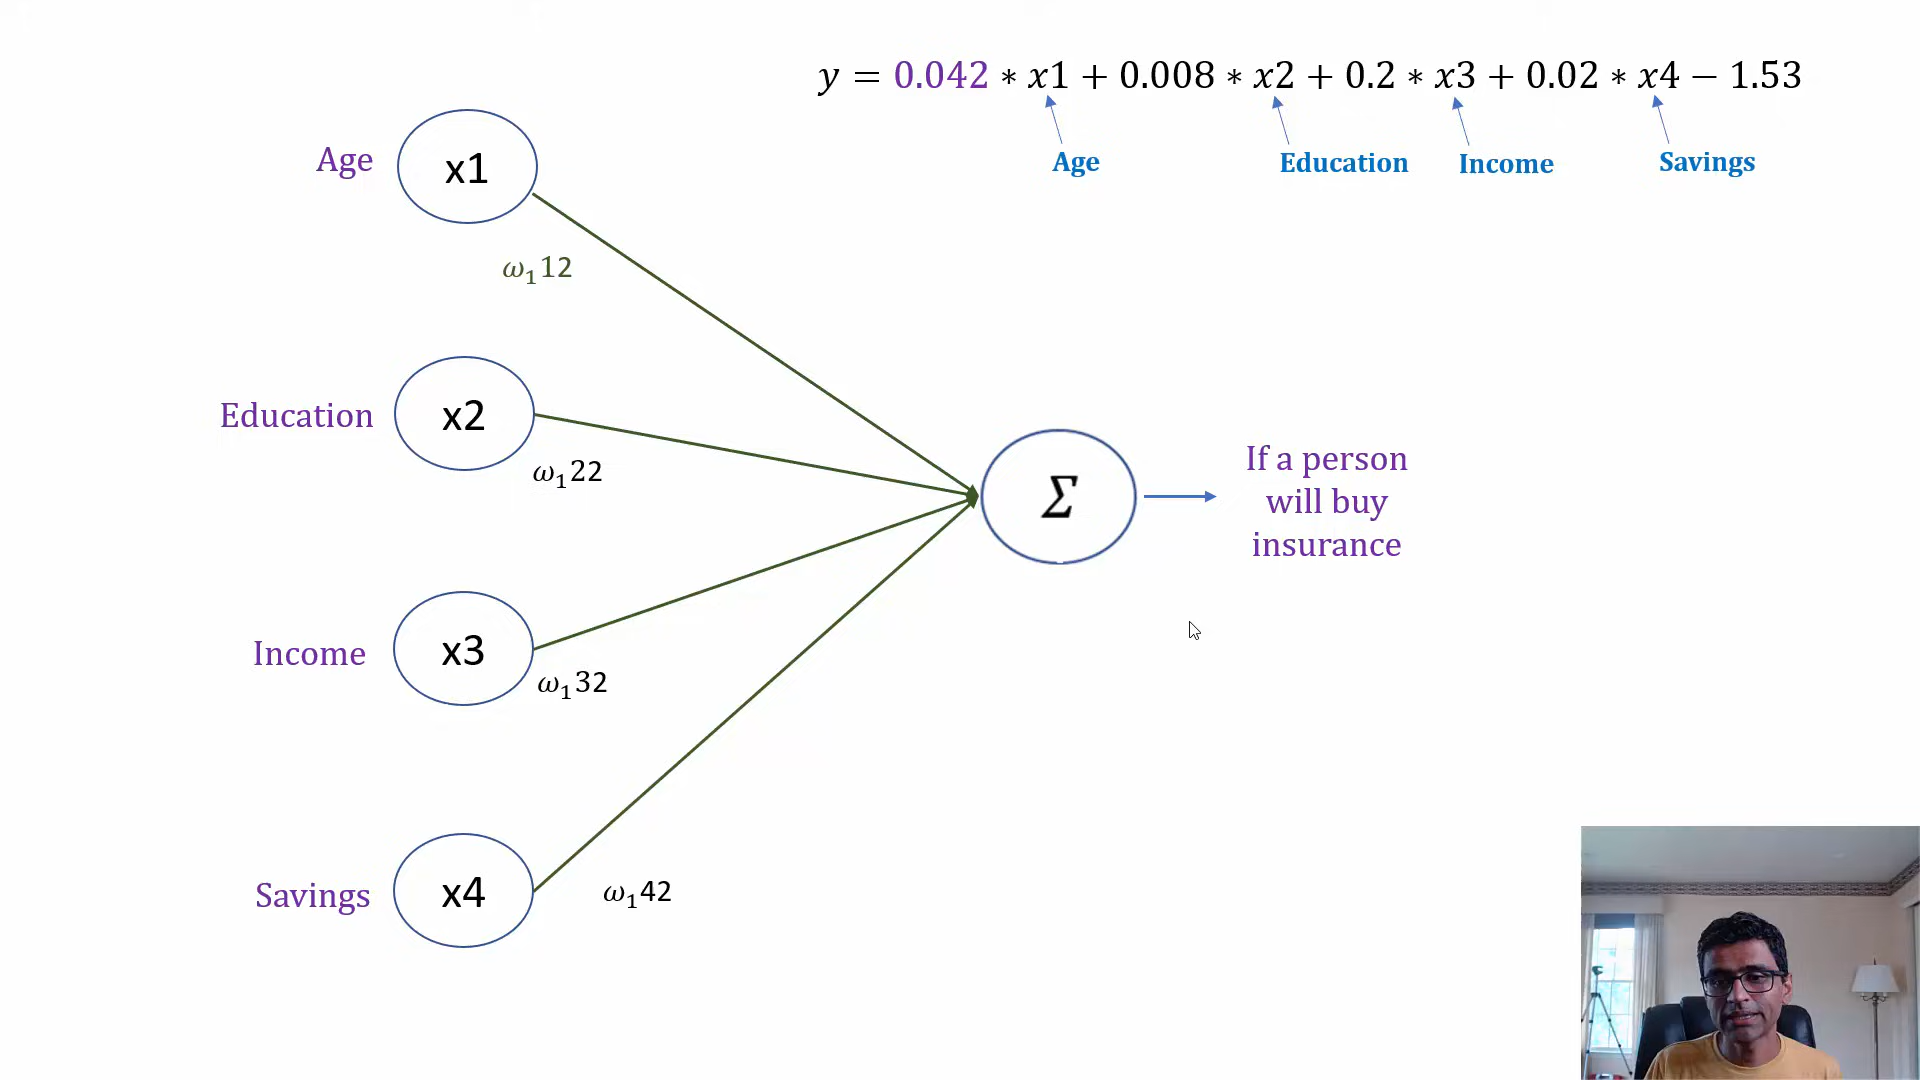 y = 0.042 ∗ x1 + 0.008 ∗ x2 + 0.2 ∗ x3 + 0.02 ∗ x4 − 1.53
Age
Education
Income
Savings
Age
x1
ω₁12
Education
x2
ω₁22
Income
x3
ω₁32
Savings
x4
ω₁42
Σ
If a person
will buy
insurance